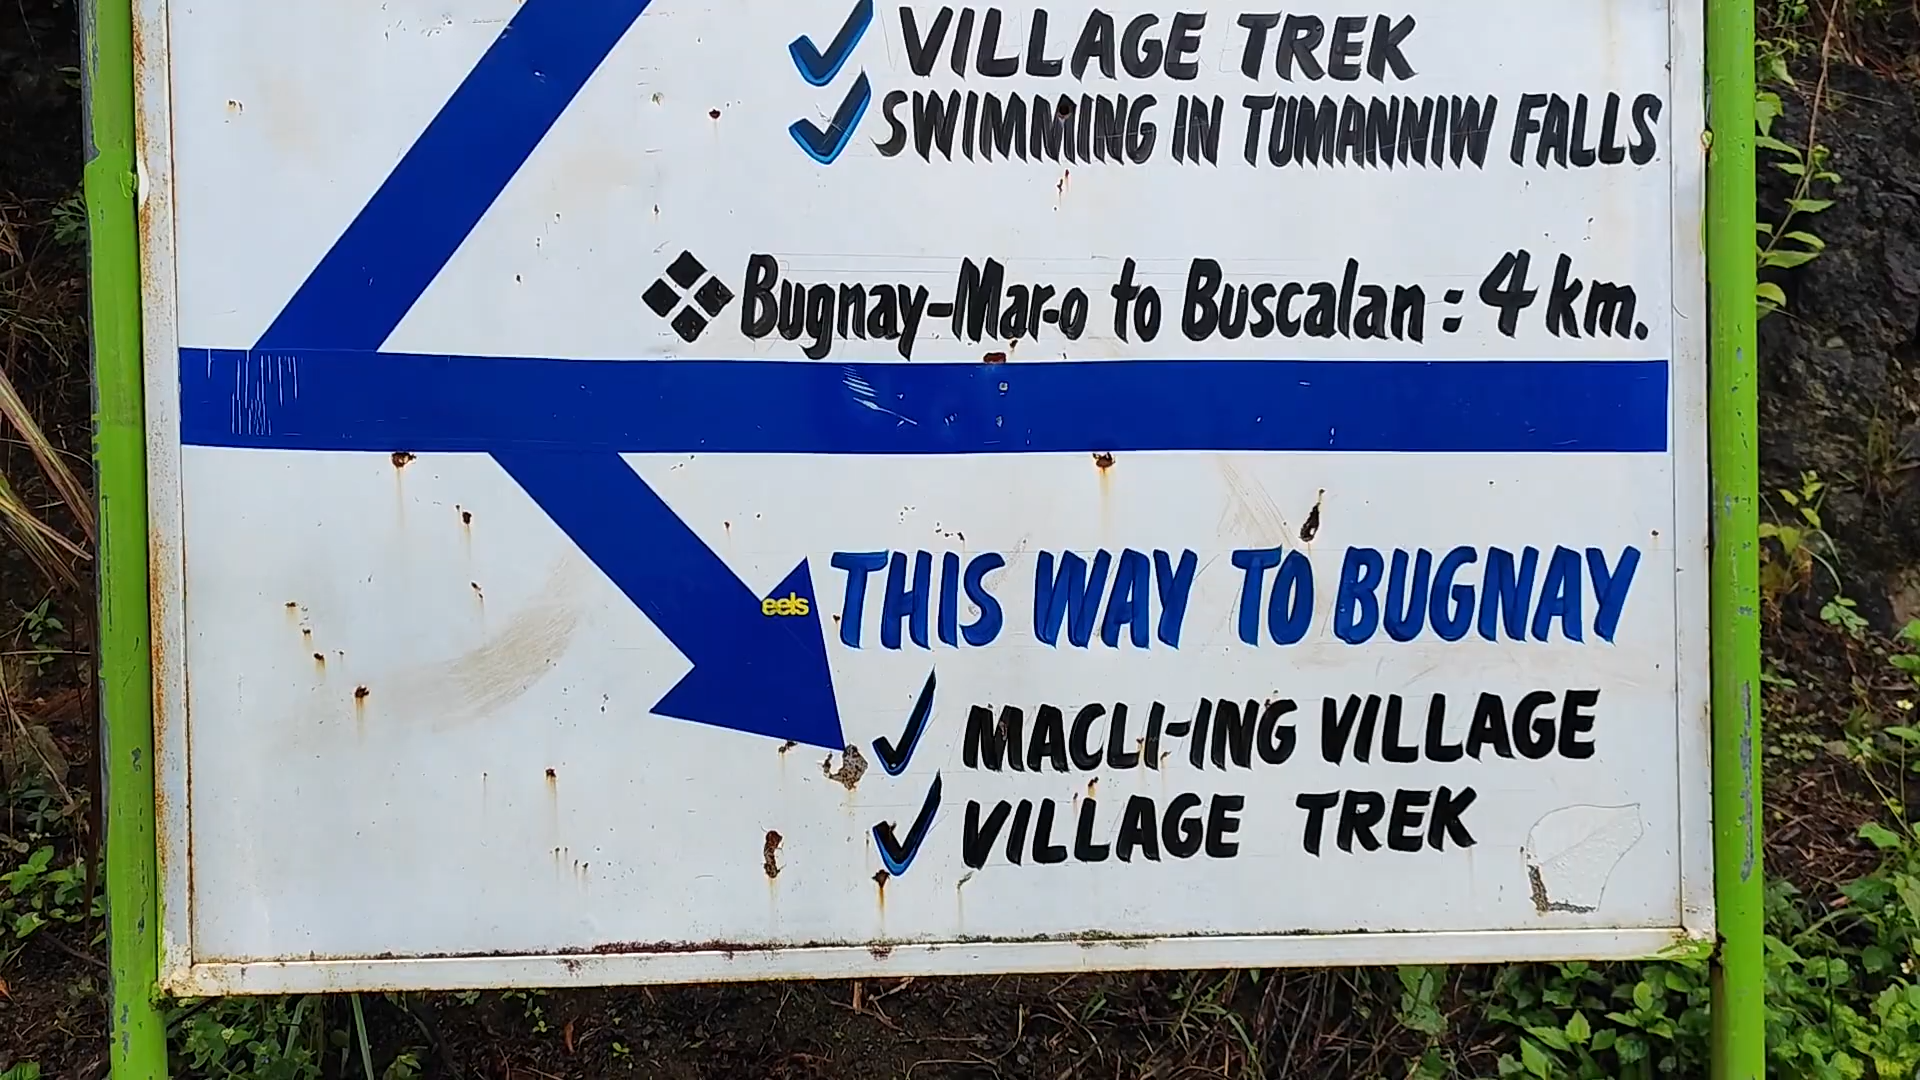 VILLAGE TREK
SWIMMING IN TUMANNIW FALLS
Bugnay-Mar-o to Buscalan : 4 km.
eels
THIS WAY TO BUGNAY
MACLI-ING VILLAGE
VILLAGE TREK